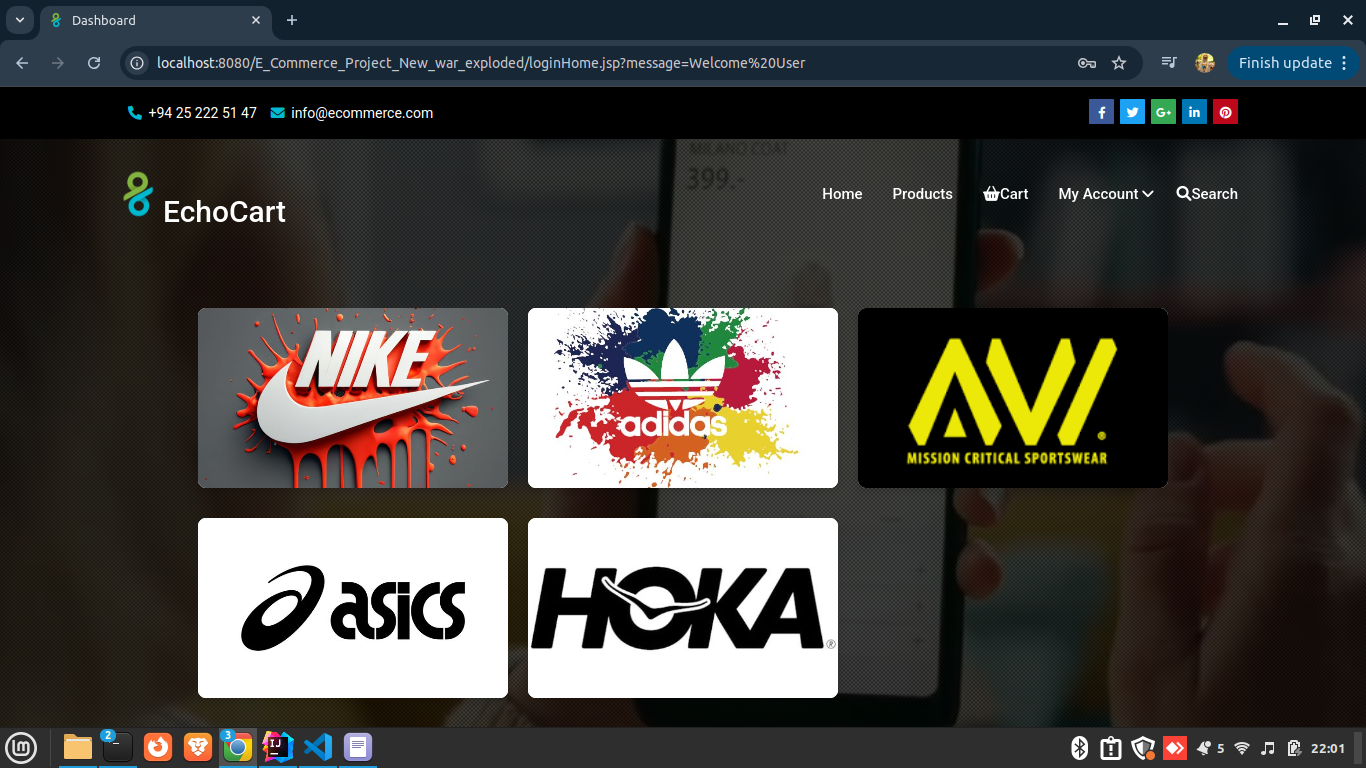 Dashboard
localhost:8080/E_Commerce_Project_New_war_exploded/loginHome.jsp?message=Welcome%20User
Finish update
+94 25 222 51 47 info@ecommerce.com
MILANO COAT
399.-
EchoCart
Home Products Cart My Account Search
NIKE
adidas
AVI
MISSION CRITICAL SPORTSWEAR
asics
HOKA
2
3
5
22:01